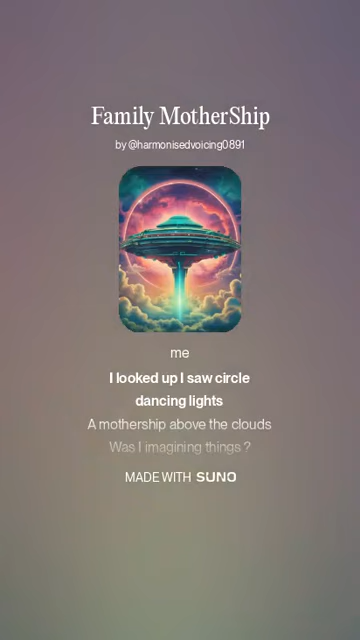 Family MotherShip
by @harmonisedvoicing0891
me
I looked up I saw circle
dancing lights
A mothership above the clouds
Was I imagining things ?
MADE WITH SUNO